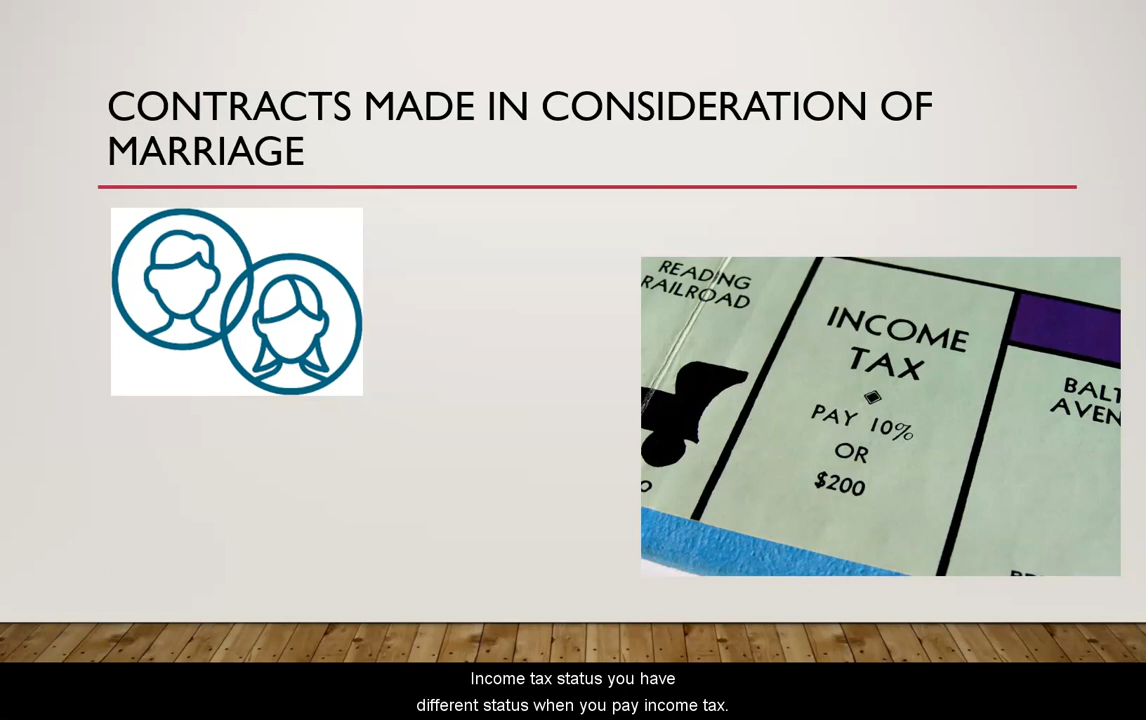 CONTRACTS MADE IN CONSIDERATION OF
MARRIAGE
READING
RAILROAD
INCOME
TAX
PAY 10%
OR
$200
BALT
AVEN
Income tax status you have
different status when you pay income tax.